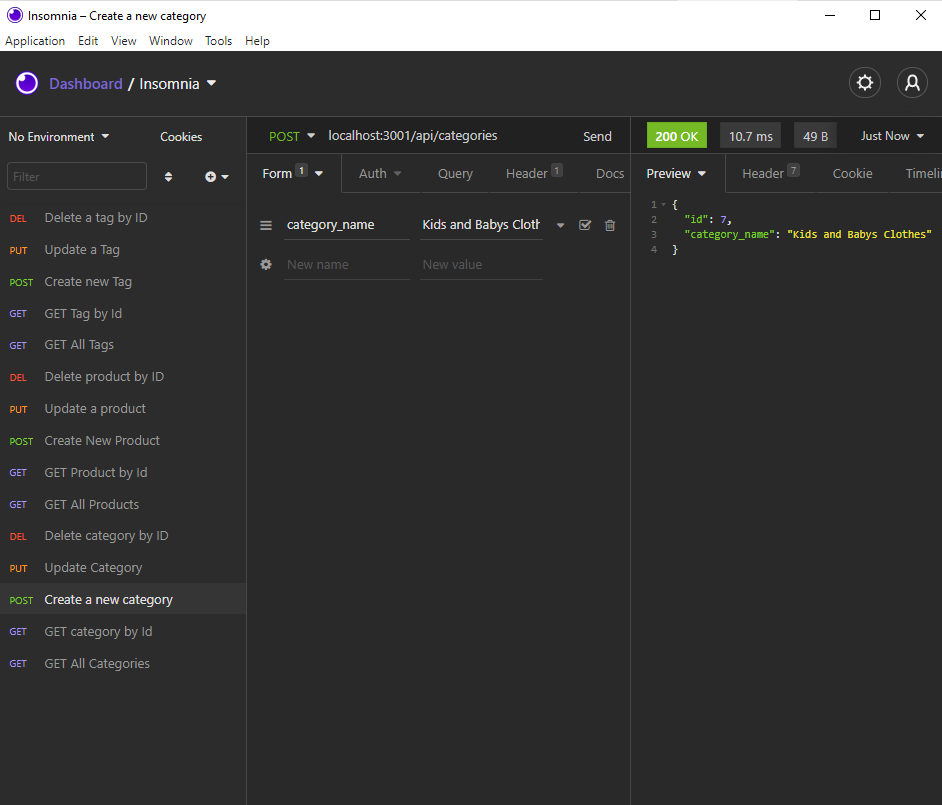 Insomnia – Create a new category
Application Edit View Window Tools Help
Dashboard / Insomnia
No Environment Cookies
Filter
DEL Delete a tag by ID
PUT Update a Tag
POST Create new Tag
GET GET Tag by Id
GET GET All Tags
DEL Delete product by ID
PUT Update a product
POST Create New Product
GET GET Product by Id
GET GET All Products
DEL Delete category by ID
PUT Update Category
POST Create a new category
GET GET category by Id
GET GET All Categories
POST localhost:3001/api/categories Send
Form 1 Auth Query Header 1 Docs
category_name Kids and Babys Cloth
New name New value
200 OK 10.7 ms 49 B Just Now
Preview Header 7 Cookie Timelin
1 {
2 "id": 7,
3 "category_name": "Kids and Babys Clothes"
4 }